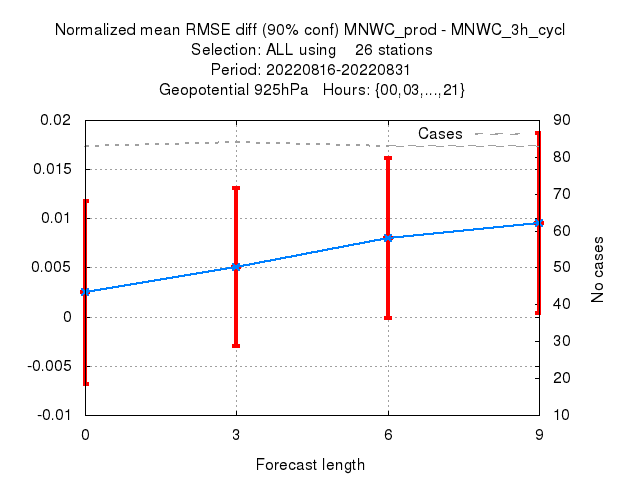 Normalized mean RMSE diff (90% conf) MNWC_prod - MNWC_3h_cycl
Selection: ALL using    26 stations
Period: 20220816-20220831
Geopotential 925hPa   Hours: {00,03,...,21}
0.02
0.015
0.01
0.005
0
-0.005
-0.01
Cases
90
80
70
60
50
40
30
20
10
No cases
0 3 6 9
Forecast length